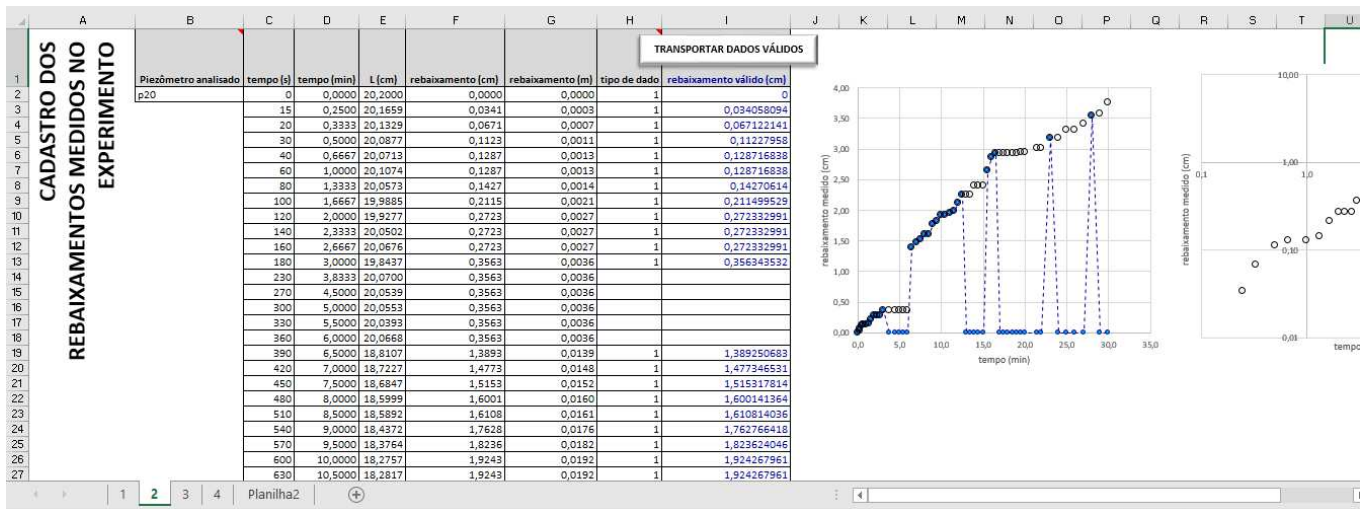 A B C D E F G H I J K L M N O P Q R S T U
CADASTRO DOS
REBAIXAMENTOS MEDIDOS NO
EXPERIMENTO
TRANSPORTAR DADOS VÁLIDOS
1 Piezômetro analisado tempo (s) tempo (min) L (cm) rebaixamento (cm) rebaixamento (m) tipo de dado rebaixamento válido (cm)
2 p20 0 0,0000 20,2000 0,0000 0,0000 1 0
3 15 0,2500 20,1659 0,0341 0,0003 1 0,034058094
4 20 0,3333 20,1329 0,0671 0,0007 1 0,067122141
5 30 0,5000 20,0877 0,1123 0,0011 1 0,11227958
6 40 0,6667 20,0713 0,1287 0,0013 1 0,128716838
7 60 1,0000 20,1074 0,1287 0,0013 1 0,128716838
8 80 1,3333 20,0573 0,1427 0,0014 1 0,14270614
9 100 1,6667 19,9885 0,2115 0,0021 1 0,211499529
10 120 2,0000 19,9277 0,2723 0,0027 1 0,272332991
11 140 2,3333 20,0502 0,2723 0,0027 1 0,272332991
12 160 2,6667 20,0676 0,2723 0,0027 1 0,272332991
13 180 3,0000 19,8437 0,3563 0,0036 1 0,356343532
14 230 3,8333 20,0700 0,3563 0,0036
15 270 4,5000 20,0539 0,3563 0,0036
16 300 5,0000 20,0553 0,3563 0,0036
17 330 5,5000 20,0393 0,3563 0,0036
18 360 6,0000 20,0668 0,3563 0,0036
19 390 6,5000 18,8107 1,3893 0,0139 1 1,389250683
20 420 7,0000 18,7227 1,4773 0,0148 1 1,477346531
21 450 7,5000 18,6847 1,5153 0,0152 1 1,515317814
22 480 8,0000 18,5999 1,6001 0,0160 1 1,600141364
23 510 8,5000 18,5892 1,6108 0,0161 1 1,610814036
24 540 9,0000 18,4372 1,7628 0,0176 1 1,762766418
25 570 9,5000 18,3764 1,8236 0,0182 1 1,823624046
26 600 10,0000 18,2757 1,9243 0,0192 1 1,924267961
27 630 10,5000 18,2817 1,9243 0,0192 1 1,924267961
rebaixamento medido (cm)
4,00
3,50
3,00
2,50
2,00
1,50
1,00
0,50
0,00
0,0 5,0 10,0 15,0 20,0 25,0 30,0 35,0
tempo (min)
rebaixamento medido (cm)
10,00
1,00
0,1 1,0
0,10
0,01
tempo
1 2 3 4 Planilha2